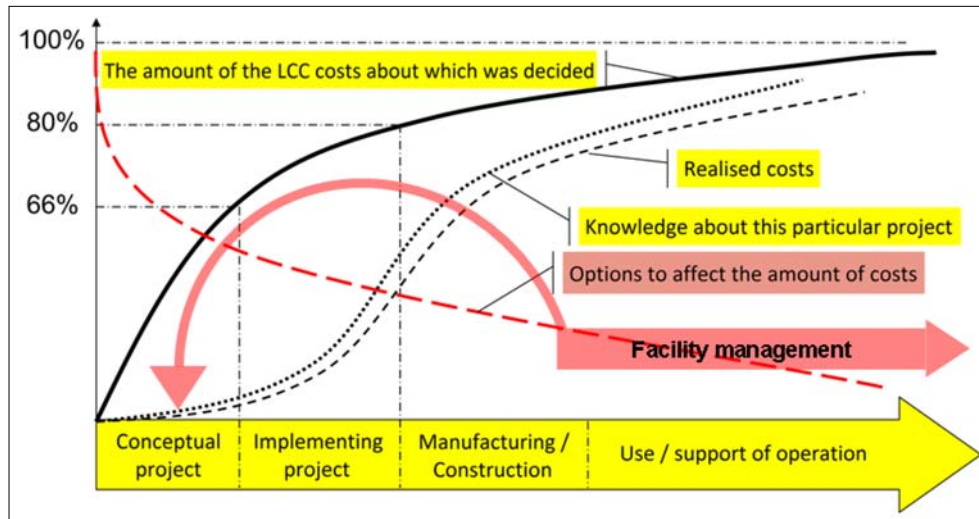 100%
The amount of the LCC costs about which was decided
80%
Realised costs
66%
Knowledge about this particular project
Options to affect the amount of costs
Facility management
Conceptual
project
Implementing
project
Manufacturing /
Construction
Use / support of operation